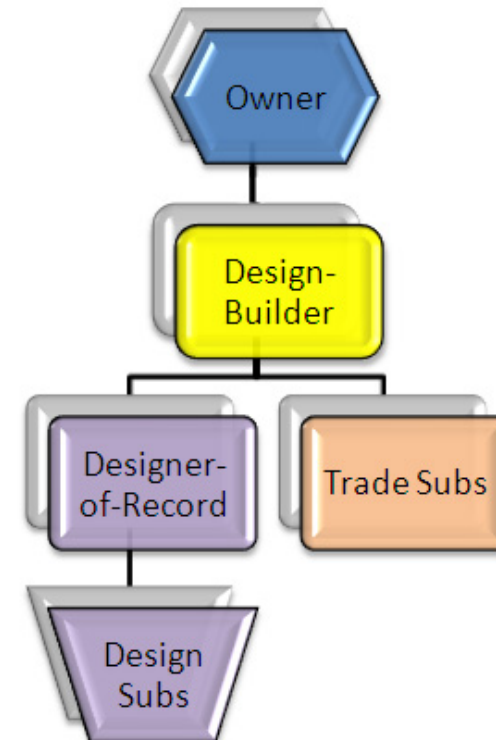 Owner
Design-
Builder
Designer-
of-Record
Trade Subs
Design
Subs